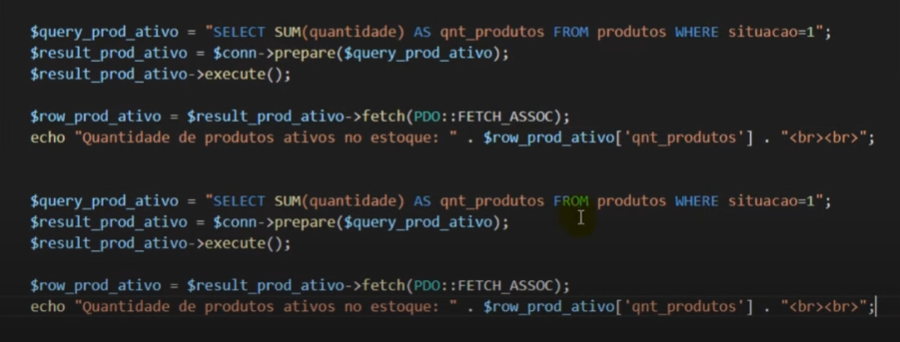 $query_prod_ativo = "SELECT SUM(quantidade) AS qnt_produtos FROM produtos WHERE situacao=1";
$result_prod_ativo = $conn->prepare($query_prod_ativo);
$result_prod_ativo->execute();
$row_prod_ativo = $result_prod_ativo->fetch(PDO::FETCH_ASSOC);
echo "Quantidade de produtos ativos no estoque: " . $row_prod_ativo['qnt_produtos'] . "<br><br>";
$query_prod_ativo = "SELECT SUM(quantidade) AS qnt_produtos FROM produtos WHERE situacao=1";
$result_prod_ativo = $conn->prepare($query_prod_ativo);
$result_prod_ativo->execute();
$row_prod_ativo = $result_prod_ativo->fetch(PDO::FETCH_ASSOC);
echo "Quantidade de produtos ativos no estoque: " . $row_prod_ativo['qnt_produtos'] . "<br><br>";